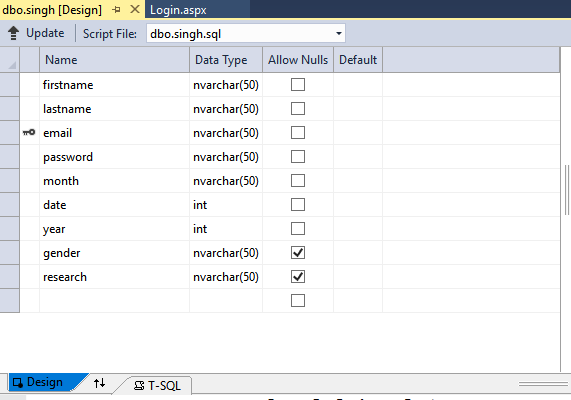 dbo.singh [Design] Login.aspx
Update Script File: dbo.singh.sql
Name Data Type Allow Nulls Default
firstname nvarchar(50)
lastname nvarchar(50)
email nvarchar(50)
password nvarchar(50)
month nvarchar(50)
date int
year int
gender nvarchar(50)
research nvarchar(50)
Design T-SQL